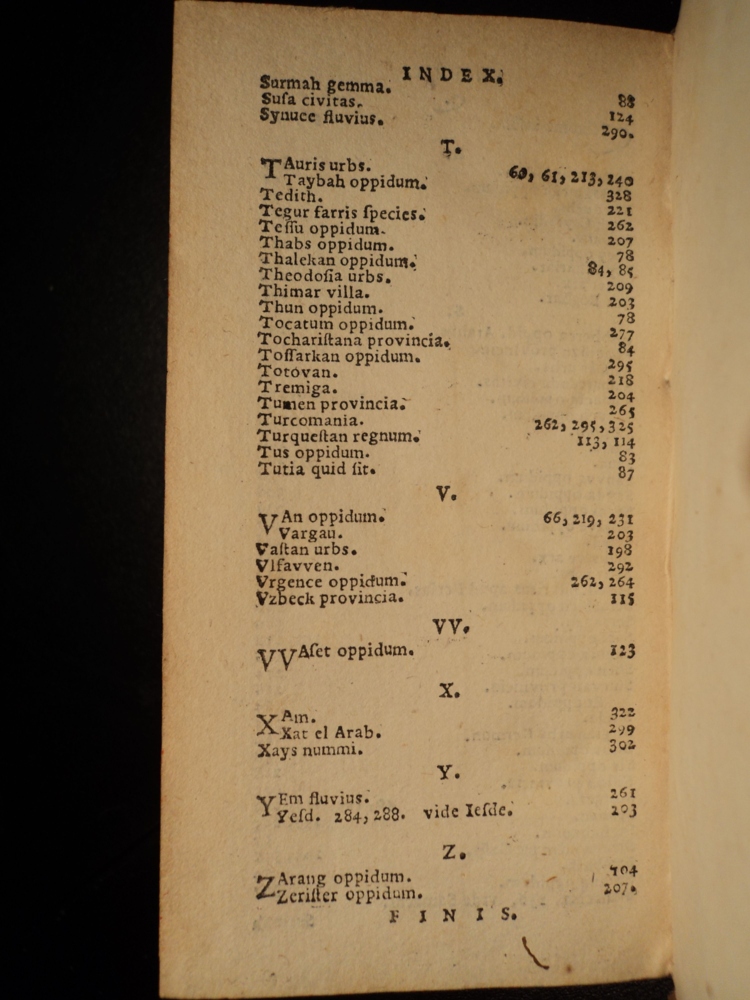 INDEX.
Surmah gemma. 88
Suſa civitas. 124
Synuce fluvius. 290.
T.
TAuris urbs. 60, 61, 213, 240
Taybah oppidum. 328
Tedith. 221
Tegur farris ſpecies. 262
Teſſu oppidum. 207
Thabs oppidum. 78
Thalekan oppidum. 84, 85
Theodoſia urbs. 209
Thimar villa. 203
Thun oppidum. 78
Tocatum oppidum. 277
Tochariſtana provincia. 84
Toſſarkan oppidum. 295
Totovan. 218
Tremiga. 204
Tumen provincia. 265
Turcomania. 262, 295, 325
Turqueſtan regnum. 113, 114
Tus oppidum. 83
Tutia quid ſit. 87
V.
VAn oppidum. 66, 219, 231
Vargau. 203
Vaſtan urbs. 198
Vlfavven. 292
Vrgence oppidum. 262, 264
Vzbeck provincia. 115
VV.
VVAſet oppidum. 123
X.
XAm. 322
Xat el Arab. 299
Xays nummi. 302
Y.
YEm fluvius. 261
Yeſd. 284, 288. vide Ieſde. 203
Z.
ZArang oppidum.
Zeriſter oppidum. 207.
FINIS.